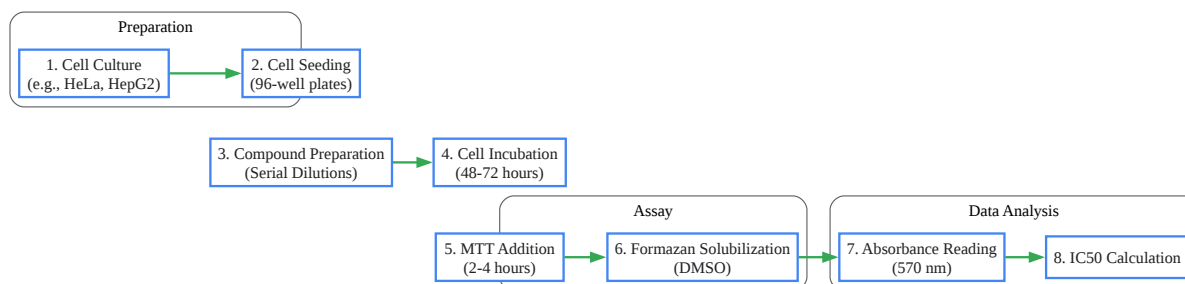 Preparation
1. Cell Culture
(e.g., HeLa, HepG2)
2. Cell Seeding
(96-well plates)
3. Compound Preparation
(Serial Dilutions)
4. Cell Incubation
(48-72 hours)
Assay
5. MTT Addition
(2-4 hours)
6. Formazan Solubilization
(DMSO)
Data Analysis
7. Absorbance Reading
(570 nm)
8. IC50 Calculation